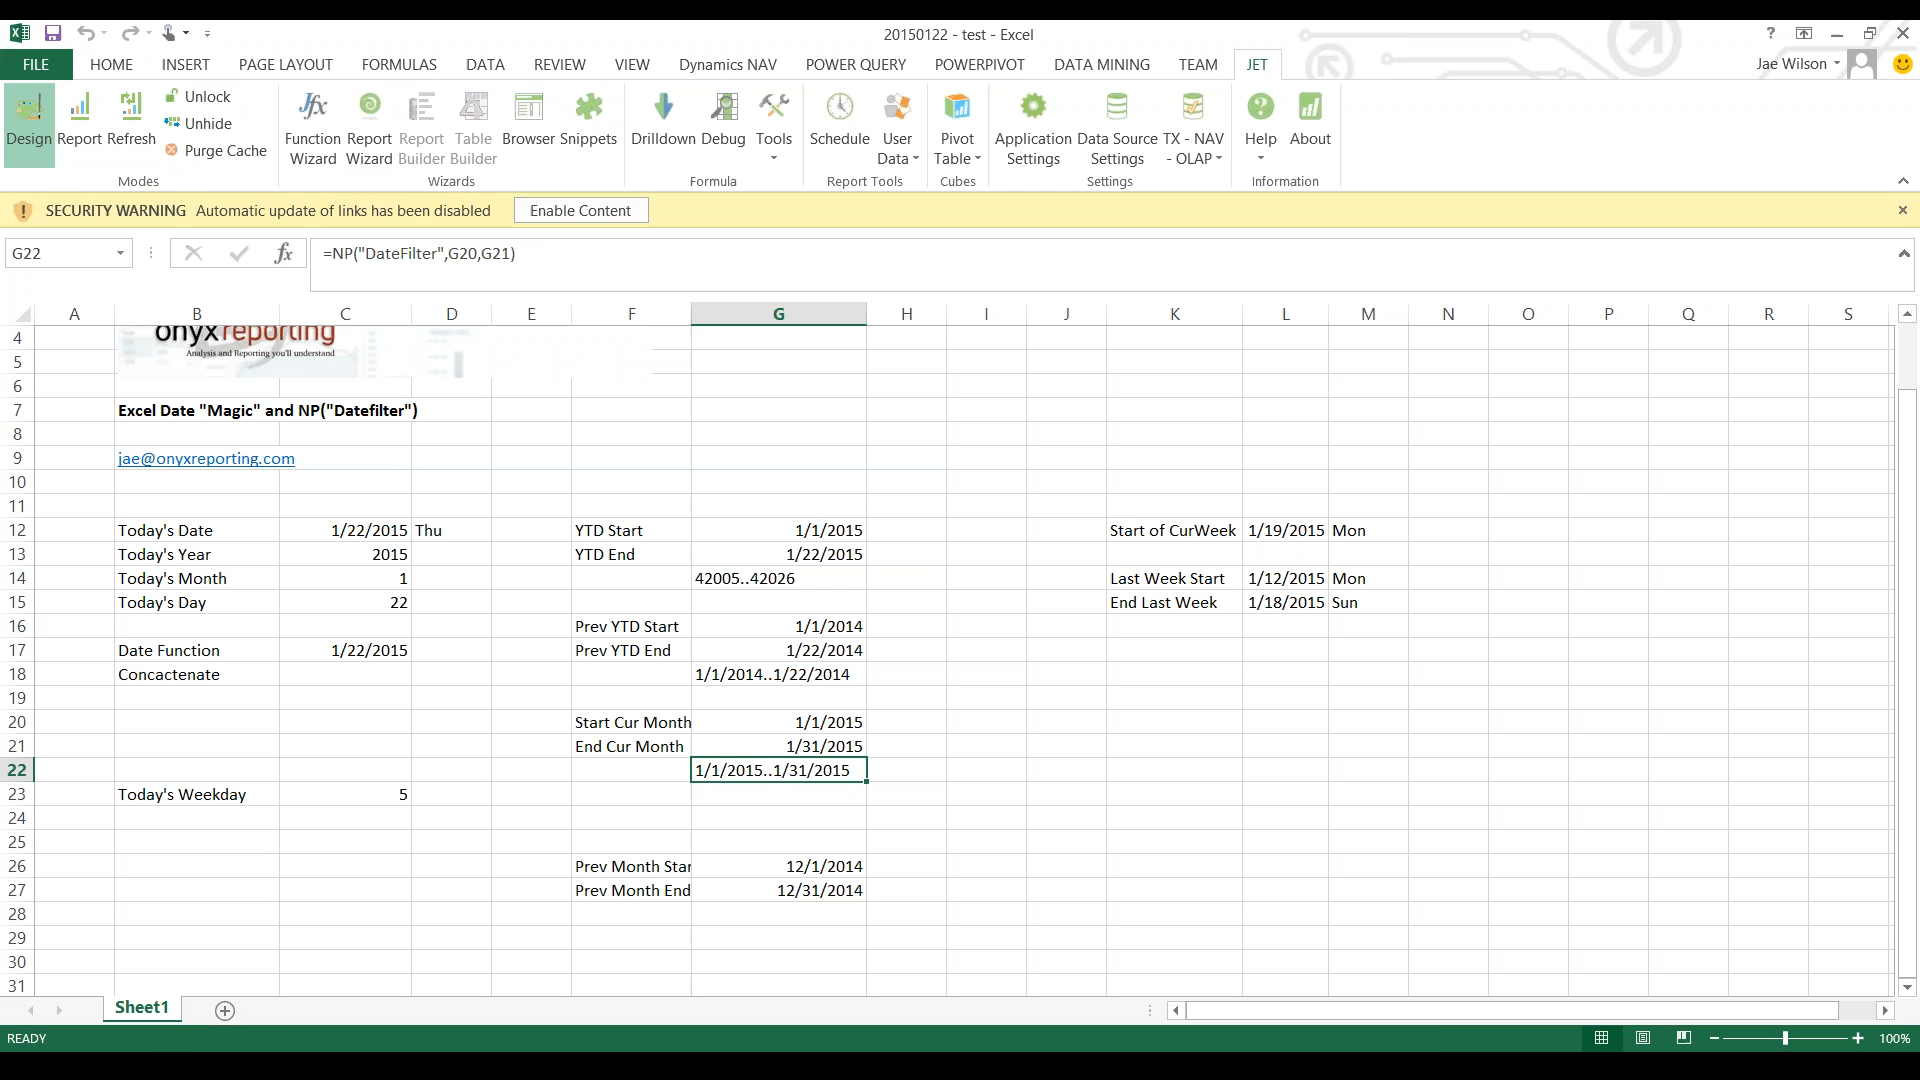 20150122 - test - Excel
?
FILE HOME INSERT PAGE LAYOUT FORMULAS DATA REVIEW VIEW Dynamics NAV POWER QUERY POWERPIVOT DATA MINING TEAM JET Jae Wilson
Design Report Refresh Unlock Unhide Purge Cache
Modes
Function Wizard Report Wizard Report Builder Table Builder Browser Snippets
Wizards
Drilldown Debug Tools
Formula
Schedule User Data
Report Tools
Pivot Table
Cubes
Application Settings Data Source Settings TX - NAV - OLAP
Settings
Help About
Information
SECURITY WARNING Automatic update of links has been disabled Enable Content
G22 fx =NP("DateFilter",G20,G21)
A B C D E F G H I J K L M N O P Q R S
4 onyxreporting
Analysis and Reporting you'll understand
5
6
7 Excel Date "Magic" and NP("Datefilter")
8
9 jae@onyxreporting.com
10
11
12 Today's Date 1/22/2015 Thu YTD Start 1/1/2015 Start of CurWeek 1/19/2015 Mon
13 Today's Year 2015 YTD End 1/22/2015
14 Today's Month 1 42005..42026 Last Week Start 1/12/2015 Mon
15 Today's Day 22 End Last Week 1/18/2015 Sun
16 Prev YTD Start 1/1/2014
17 Date Function 1/22/2015 Prev YTD End 1/22/2014
18 Concactenate 1/1/2014..1/22/2014
19
20 Start Cur Month 1/1/2015
21 End Cur Month 1/31/2015
22 1/1/2015..1/31/2015
23 Today's Weekday 5
24
25
26 Prev Month Star 12/1/2014
27 Prev Month End 12/31/2014
28
29
30
31
Sheet1
READY 100%